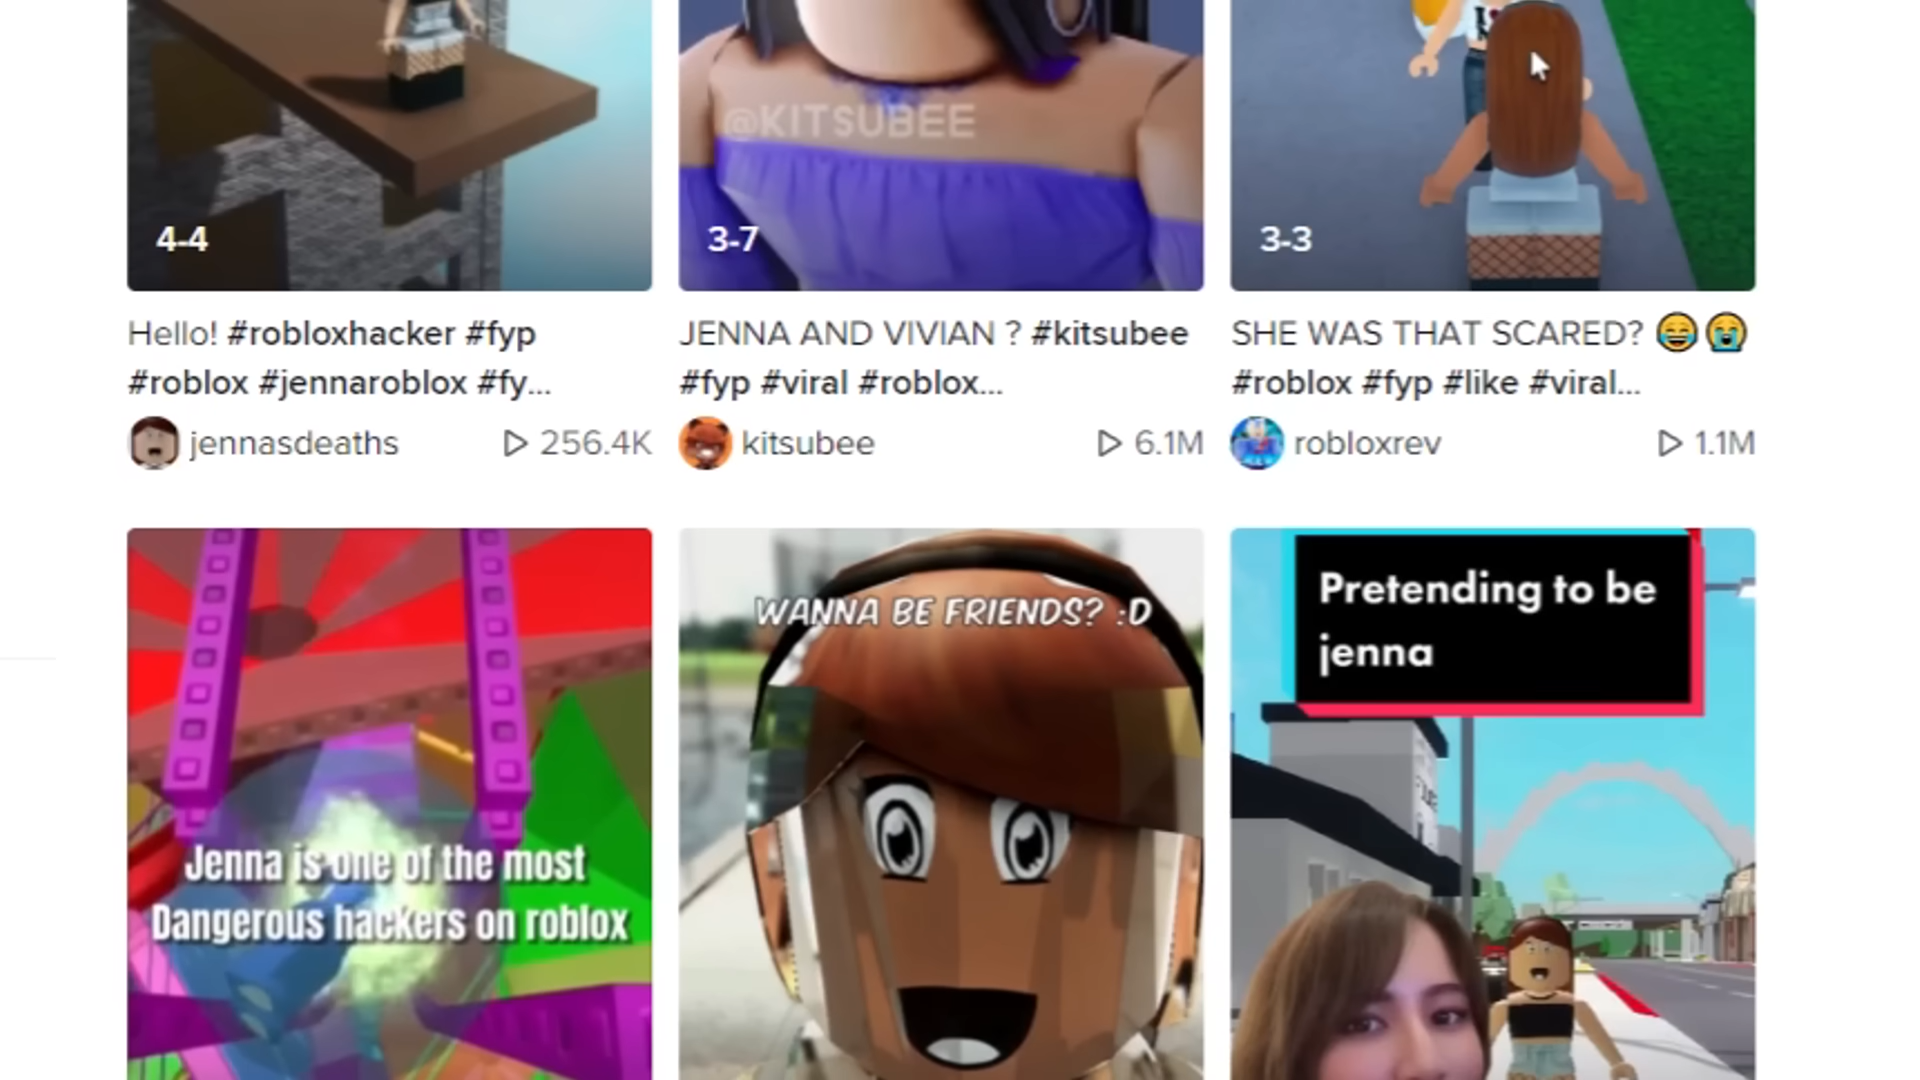 @KITSUBEE
4-4
3-7
3-3
Hello! #robloxhacker #fyp
#roblox #jennaroblox #fy...
jennasdeaths
256.4K
JENNA AND VIVIAN ? #kitsubee
#fyp #viral #roblox...
kitsubee
6.1M
SHE WAS THAT SCARED? 😂😭
#roblox #fyp #like #viral...
robloxrev
1.1M
Jenna is one of the most
Dangerous hackers on roblox
WANNA BE FRIENDS? :D
Pretending to be
jenna